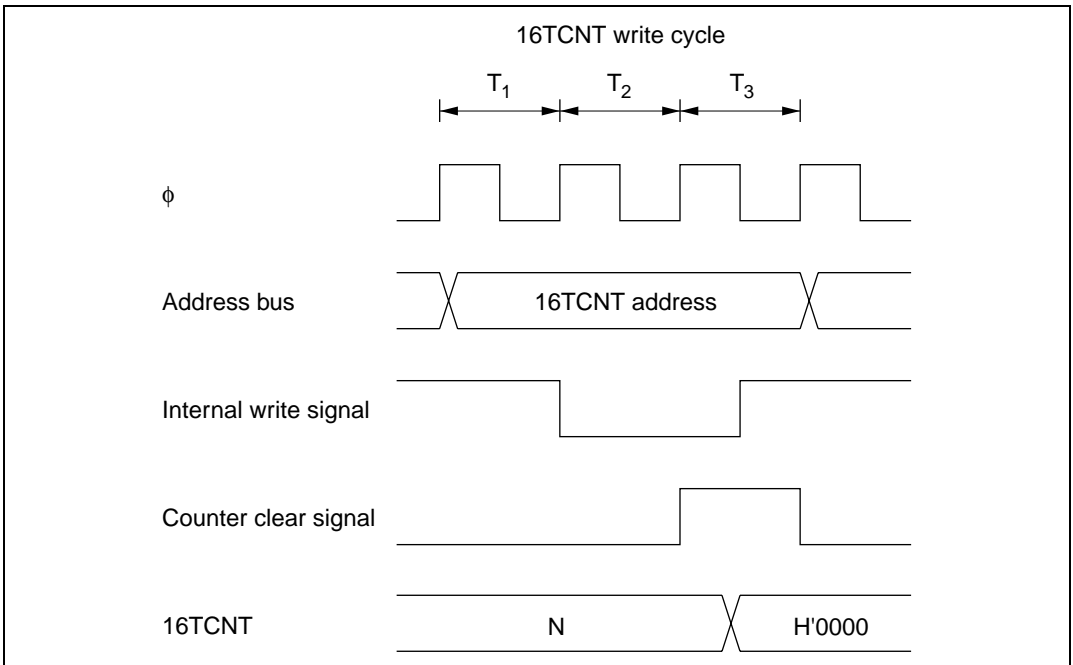 16TCNT write cycle
T1 T2 T3
ϕ
Address bus 16TCNT address
Internal write signal
Counter clear signal
16TCNT N H'0000